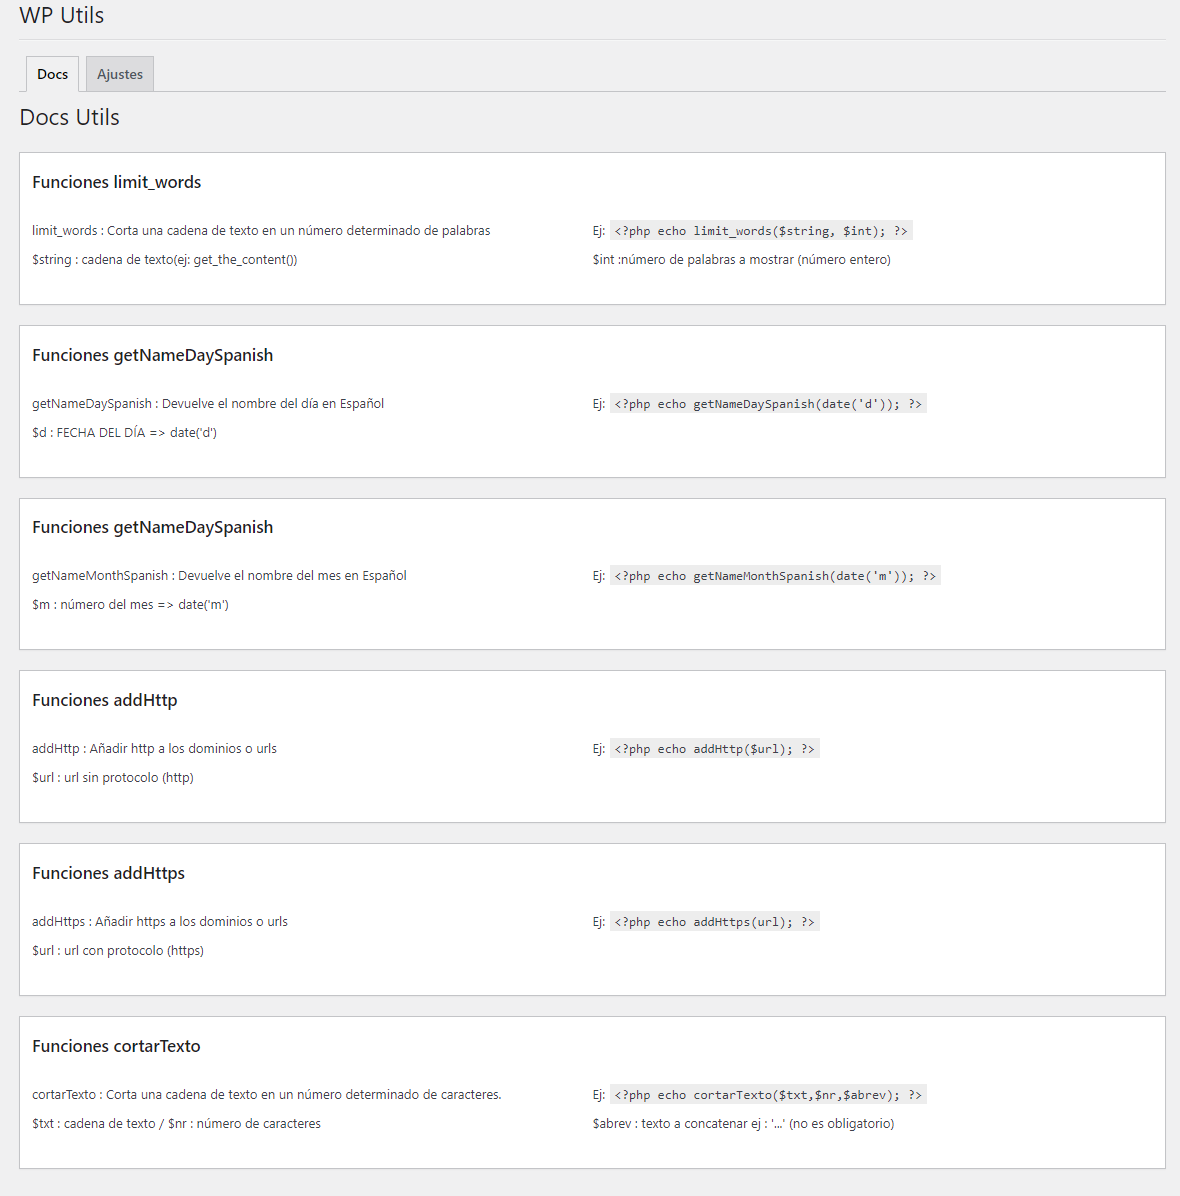 WP Utils
Docs
Ajustes
Docs Utils
Funciones limit_words
limit_words : Corta una cadena de texto en un número determinado de palabras
Ej: <?php echo limit_words($string, $int); ?>
$string : cadena de texto(ej: get_the_content())
$int :número de palabras a mostrar (número entero)
Funciones getNameDaySpanish
getNameDaySpanish : Devuelve el nombre del día en Español
Ej: <?php echo getNameDaySpanish(date('d')); ?>
$d : FECHA DEL DÍA => date('d')
Funciones getNameDaySpanish
getNameMonthSpanish : Devuelve el nombre del mes en Español
Ej: <?php echo getNameMonthSpanish(date('m')); ?>
$m : número del mes => date('m')
Funciones addHttp
addHttp : Añadir http a los dominios o urls
Ej: <?php echo addHttp($url); ?>
$url : url sin protocolo (http)
Funciones addHttps
addHttps : Añadir https a los dominios o urls
Ej: <?php echo addHttps(url); ?>
$url : url con protocolo (https)
Funciones cortarTexto
cortarTexto : Corta una cadena de texto en un número determinado de caracteres.
Ej: <?php echo cortarTexto($txt,$nr,$abrev); ?>
$txt : cadena de texto / $nr : número de caracteres
$abrev : texto a concatenar ej : '...' (no es obligatorio)